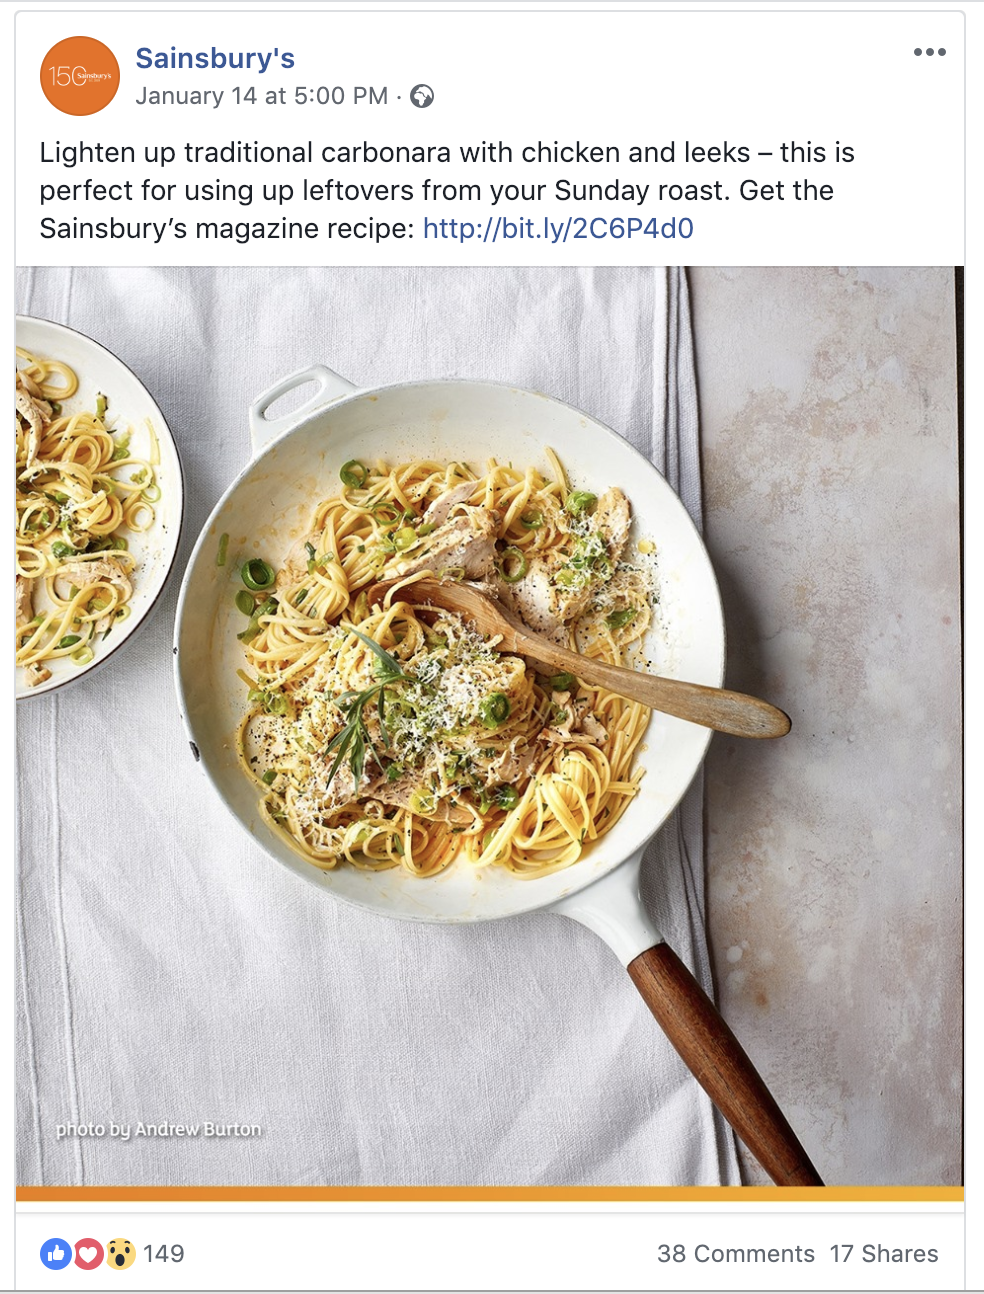 150 Sainsbury's
Sainsbury's
January 14 at 5:00 PM ·
Lighten up traditional carbonara with chicken and leeks – this is
perfect for using up leftovers from your Sunday roast. Get the
Sainsbury’s magazine recipe: http://bit.ly/2C6P4d0
photo by Andrew Burton
149
38 Comments 17 Shares